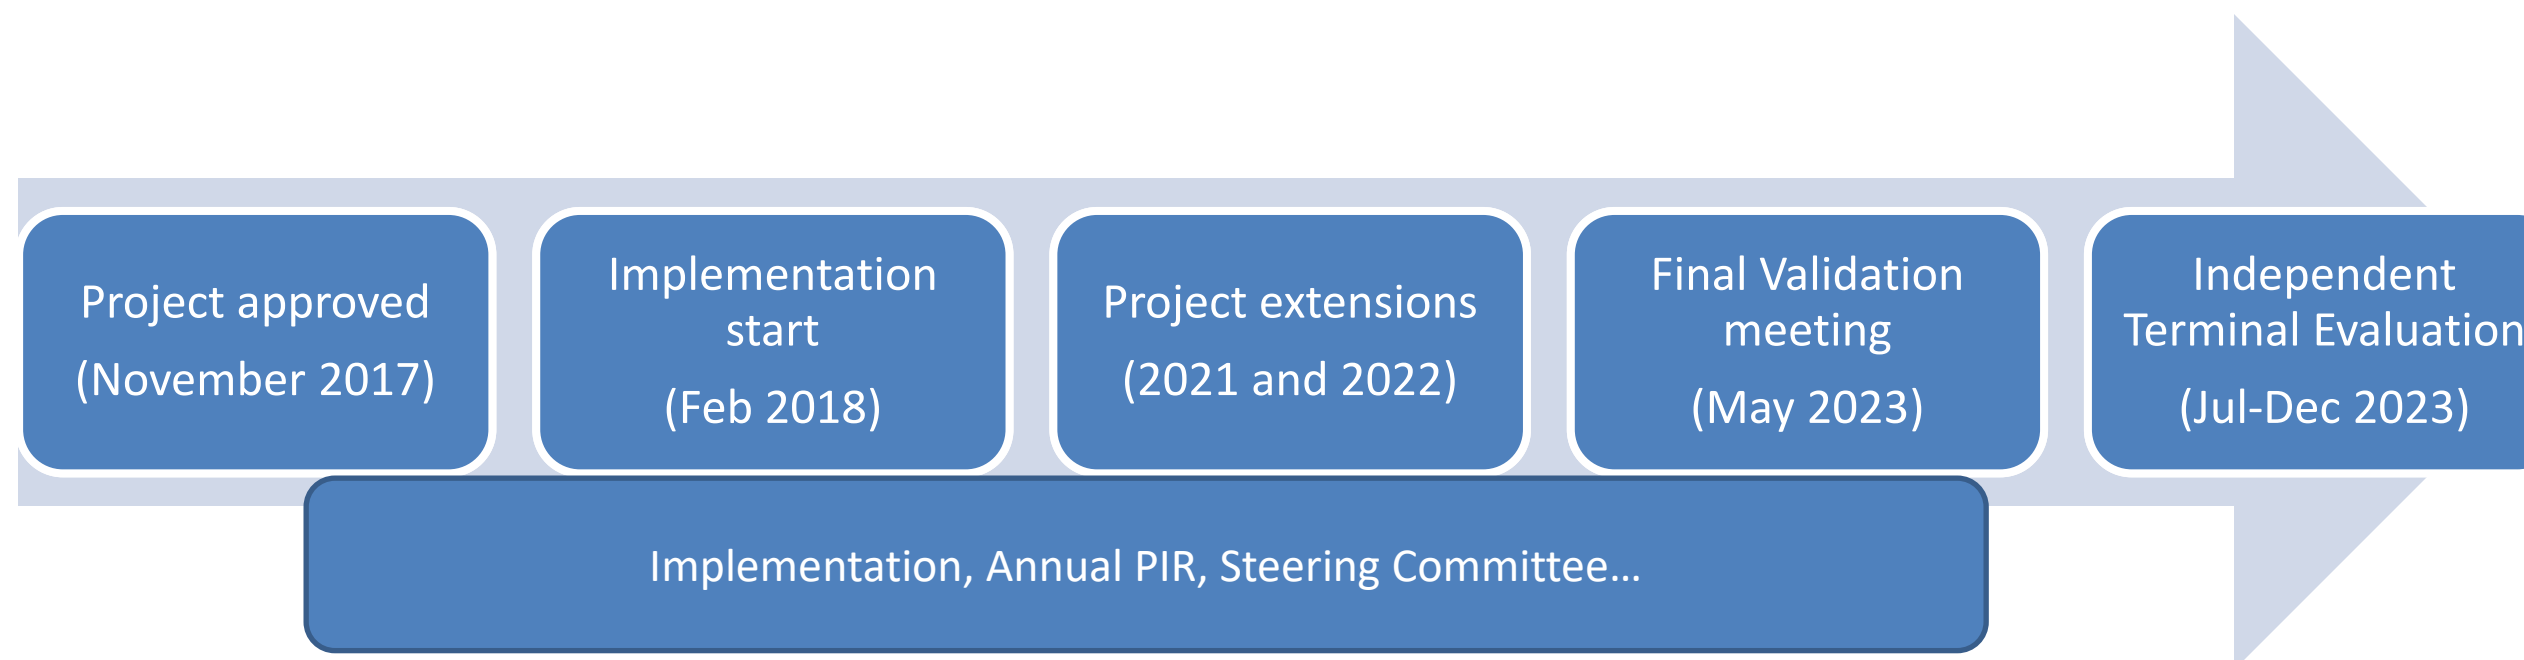 Project approved
(November 2017)
Implementation
start
(Feb 2018)
Project extensions
(2021 and 2022)
Final Validation
meeting
(May 2023)
Independent
Terminal Evaluation
(Jul-Dec 2023)
Implementation, Annual PIR, Steering Committee…